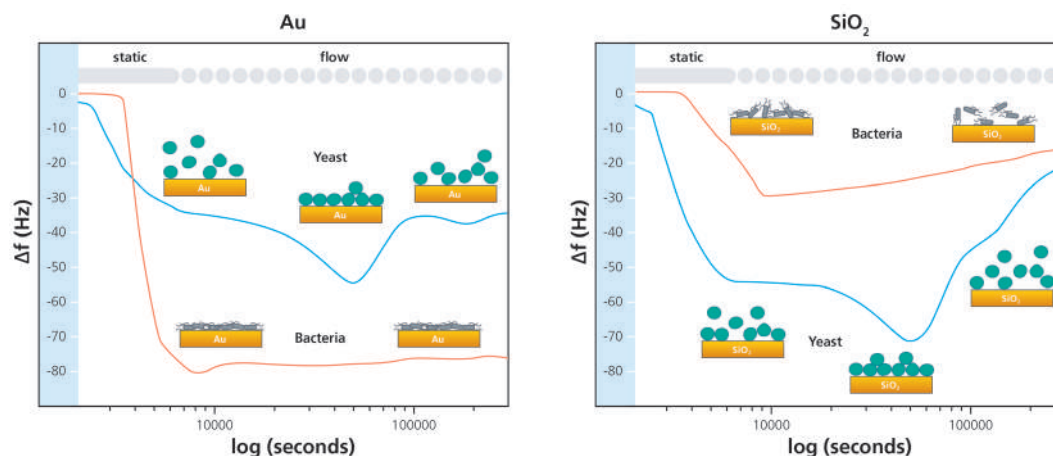 Au
static
flow
0
-10
-20
-30
-40
-50
-60
-70
-80
Δf (Hz)
Yeast
Au
Au
Au
Bacteria
Au
Au
10000
100000
log (seconds)
SiO₂
static
flow
0
-10
-20
-30
-40
-50
-60
-70
-80
Δf (Hz)
SiO₂
Bacteria
SiO₂
SiO₂
Yeast
SiO₂
SiO₂
10000
100000
log (seconds)